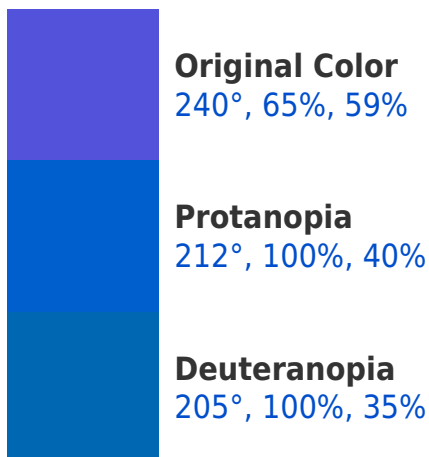 Original Color
240°, 65%, 59%
Protanopia
212°, 100%, 40%
Deuteranopia
205°, 100%, 35%